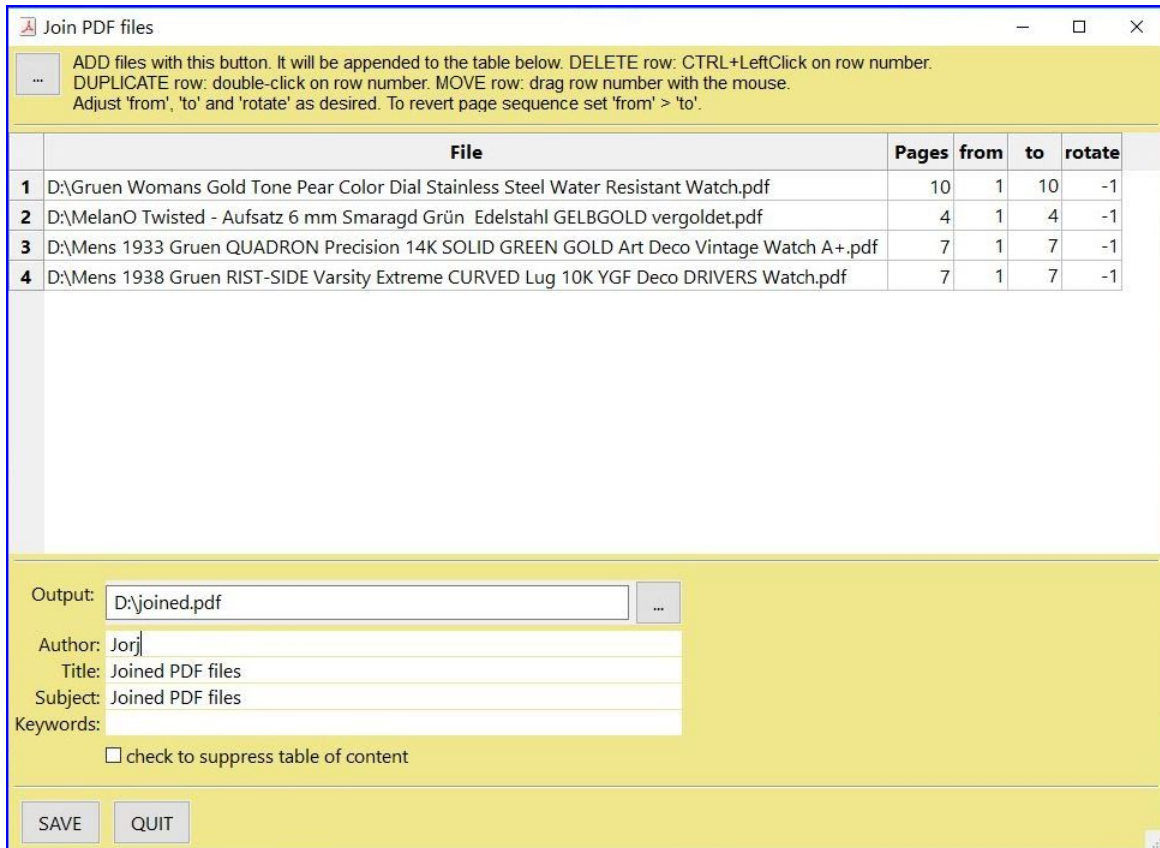 Join PDF files
... ADD files with this button. It will be appended to the table below. DELETE row: CTRL+LeftClick on row number.
DUPLICATE row: double-click on row number. MOVE row: drag row number with the mouse.
Adjust 'from', 'to' and 'rotate' as desired. To revert page sequence set 'from' > 'to'.
File Pages from to rotate
1 D:\Gruen Womans Gold Tone Pear Color Dial Stainless Steel Water Resistant Watch.pdf 10 1 10 -1
2 D:\MelanO Twisted - Aufsatz 6 mm Smaragd Grün  Edelstahl GELBGOLD vergoldet.pdf 4 1 4 -1
3 D:\Mens 1933 Gruen QUADRON Precision 14K SOLID GREEN GOLD Art Deco Vintage Watch A+.pdf 7 1 7 -1
4 D:\Mens 1938 Gruen RIST-SIDE Varsity Extreme CURVED Lug 10K YGF Deco DRIVERS Watch.pdf 7 1 7 -1
Output: D:\joined.pdf ...
Author: Jorj
Title: Joined PDF files
Subject: Joined PDF files
Keywords:
check to suppress table of content
SAVE QUIT